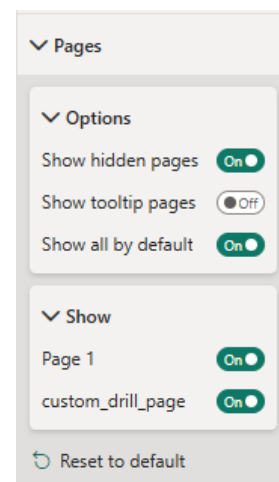 Pages
Options
Show hidden pages On
Show tooltip pages Off
Show all by default On
Show
Page 1 On
custom_drill_page On
Reset to default